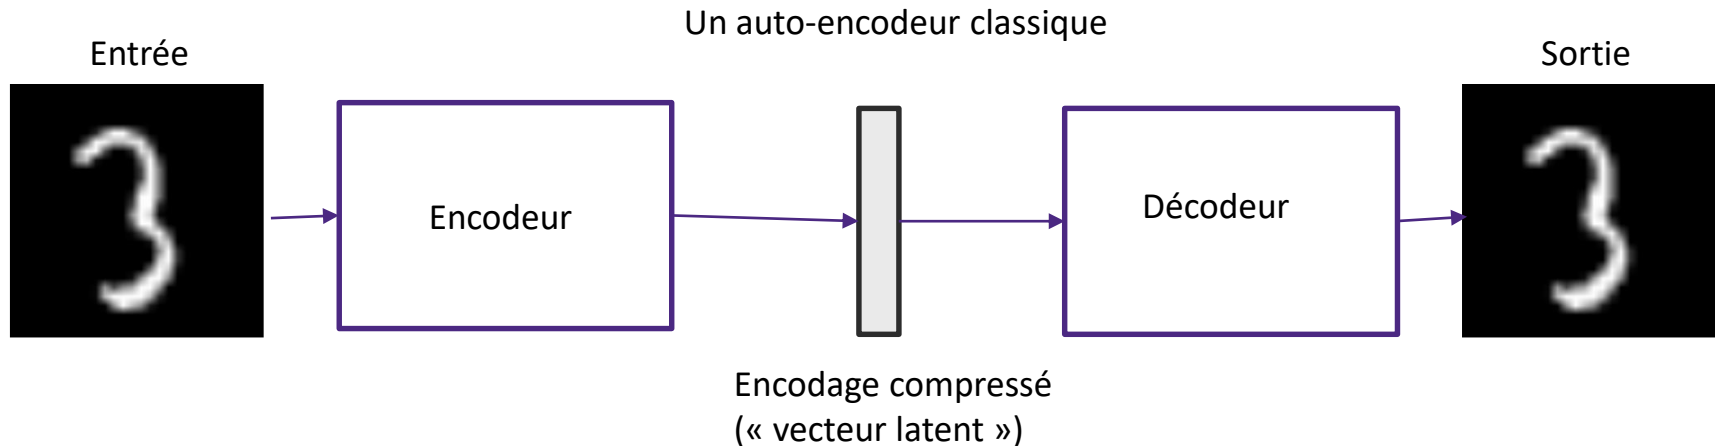 Un auto-encodeur classique
Entrée
Sortie
Encodeur
Décodeur
Encodage compressé
(« vecteur latent »)